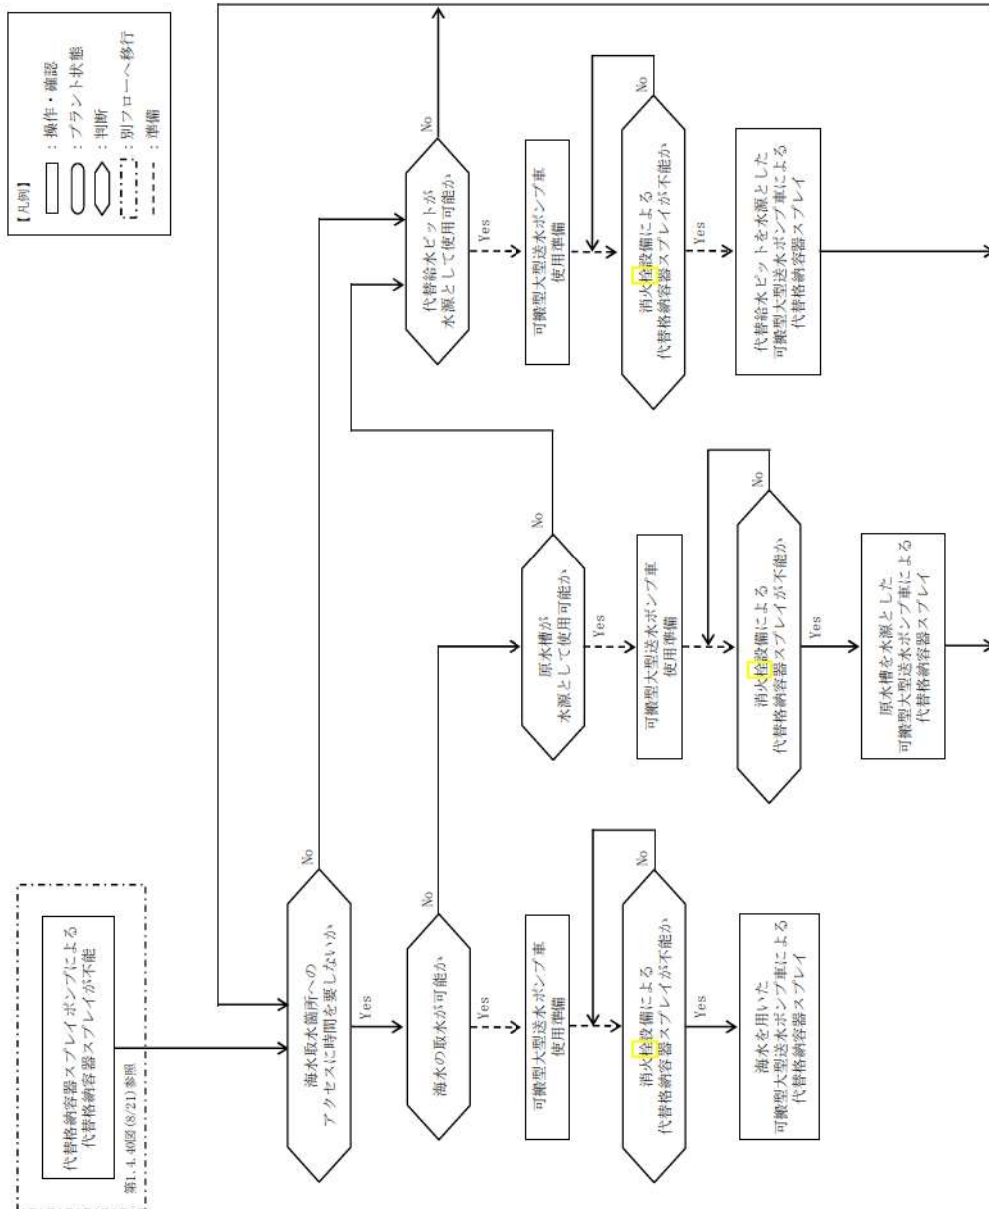 【凡例】
：操作・確認
：プラント状態
：判断
：別フローへ移行
：準備
代替格納容器スプレイポンプによる
代替格納容器スプレイが不能
第1.4.40図(8/21)参照
海水取水箇所への
アクセスに時間を要しないか
No
Yes
海水の取水が可能か
No
Yes
可搬型大型送水ポンプ車
使用準備
消火栓設備による
代替格納容器スプレイが不能か
No
Yes
海水を用いた
可搬型大型送水ポンプ車による
代替格納容器スプレイ
原水槽が
水源として使用可能か
No
Yes
可搬型大型送水ポンプ車
使用準備
消火栓設備による
代替格納容器スプレイが不能か
No
Yes
原水槽を水源とした
可搬型大型送水ポンプ車による
代替格納容器スプレイ
代替給水ピットが
水源として使用可能か
No
Yes
可搬型大型送水ポンプ車
使用準備
消火栓設備による
代替格納容器スプレイが不能か
No
Yes
代替給水ピットを水源とした
可搬型大型送水ポンプ車による
代替格納容器スプレイ